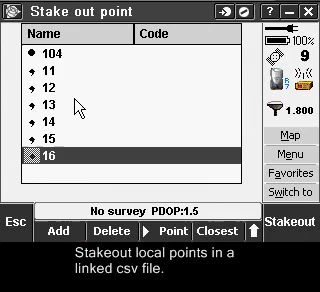 Stake out point
?
Name Code
100%
104
11
9
12
13
R
7
14
1.800
15
Map
16
Menu
Favorites
Switch to
No survey PDOP:1.5
Esc
Stakeout
Add Delete Point Closest
Stakeout local points in a
linked csv file.